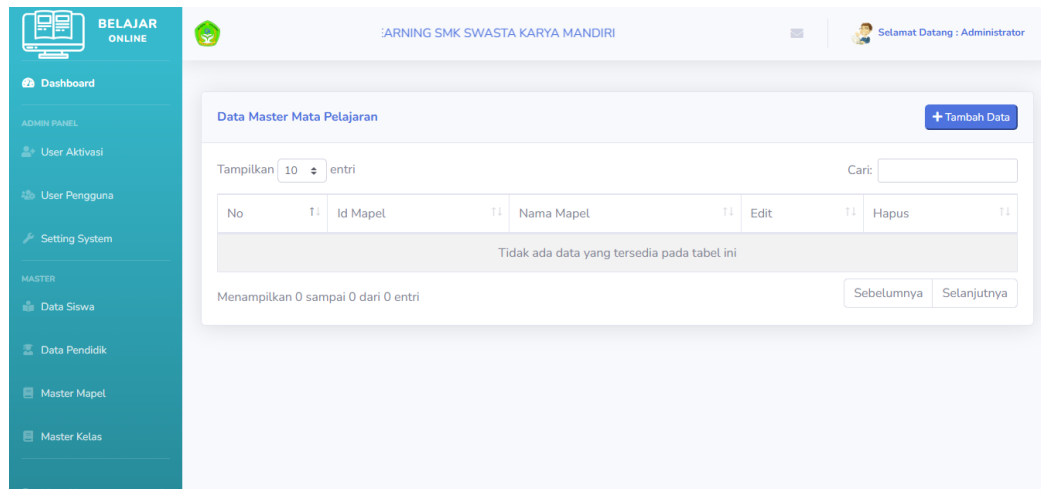 BELAJAR
ONLINE
EARNING SMK SWASTA KARYA MANDIRI
Selamat Datang : Administrator
Dashboard
ADMIN PANEL
User Aktivasi
User Pengguna
Setting System
MASTER
Data Siswa
Data Pendidik
Master Mapel
Master Kelas
Data Master Mata Pelajaran
Tambah Data
Tampilkan 10 entri
Cari:
No Id Mapel Nama Mapel Edit Hapus
Tidak ada data yang tersedia pada tabel ini
Menampilkan 0 sampai 0 dari 0 entri
Sebelumnya Selanjutnya